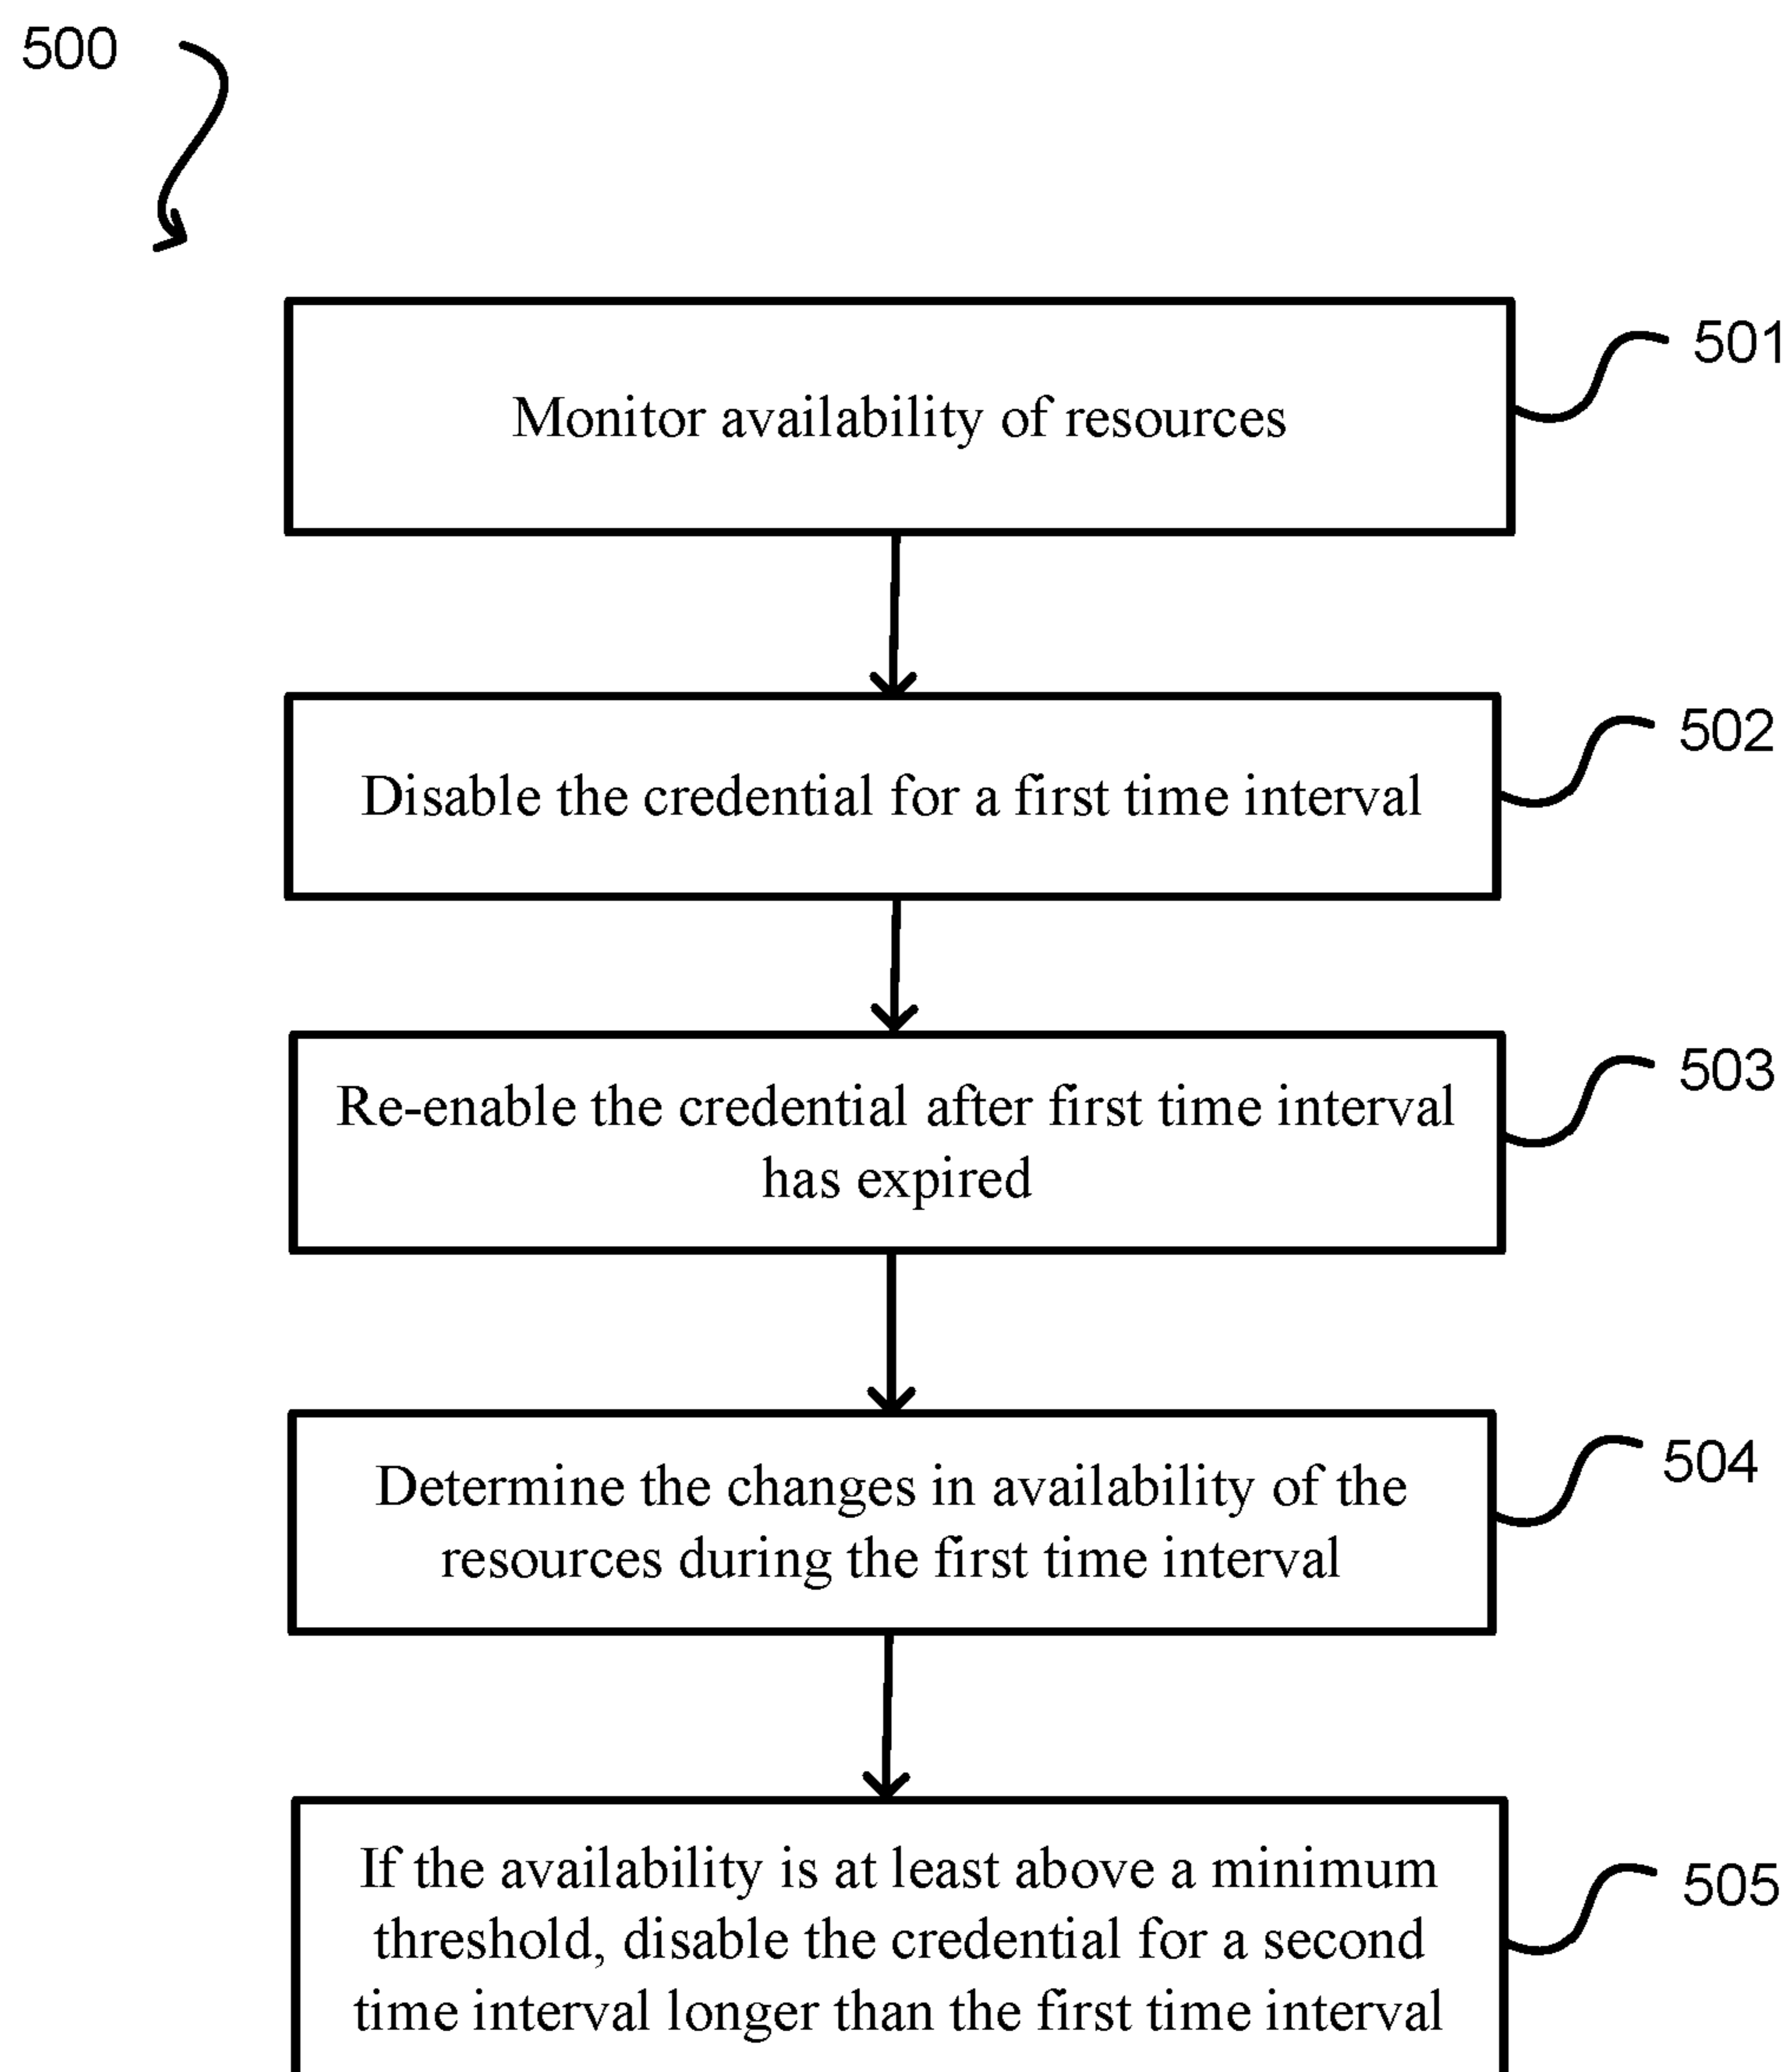 500
Monitor availability of resources
501
Disable the credential for a first time interval
502
Re-enable the credential after first time interval
has expired
503
Determine the changes in availability of the
resources during the first time interval
504
If the availability is at least above a minimum
threshold, disable the credential for a second
time interval longer than the first time interval
505